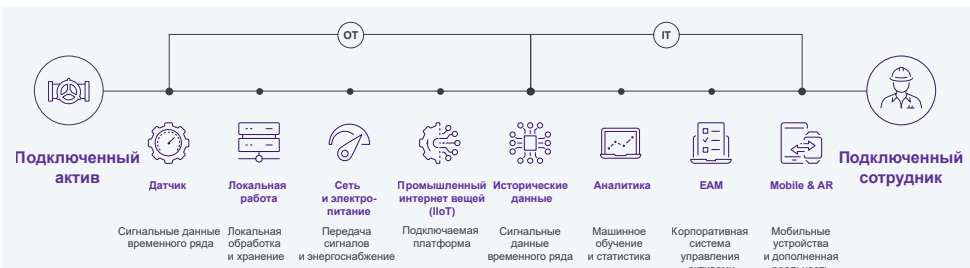 OT
IT
Подключенный
актив
Подключенный
сотрудник
Датчик
Локальная
работа
Сеть
и электро-
питание
Промышленный
интернет вещей
(IIoT)
Исторические
данные
Аналитика
EAM
Mobile & AR
Сигнальные данные
временного ряда
Локальная
обработка
и хранение
Передача
сигналов
и энергоснабжение
Подключаемая
платформа
Сигнальные
данные
временного ряда
Машинное
обучение
и статистика
Корпоративная
система
управления
Мобильные
устройства
и дополненная